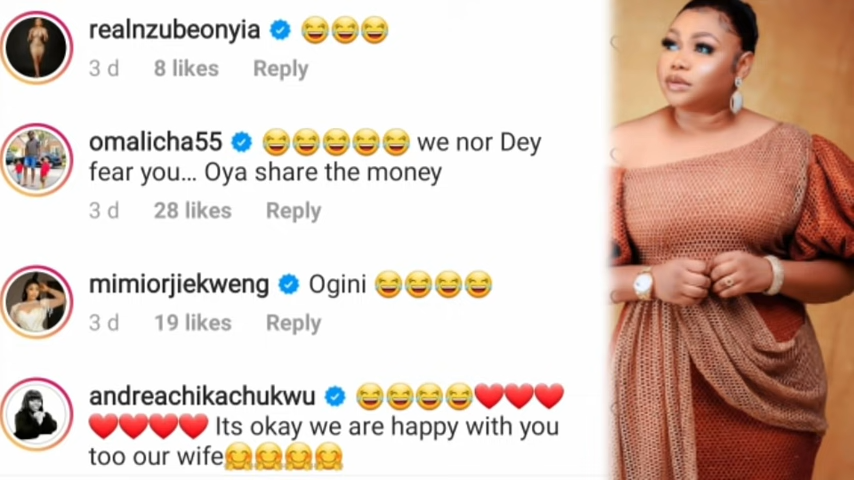 realnzubeonyia 😂😂😂
3 d 8 likes Reply
omalicha55 😂😂😂😂😂 we nor Dey
fear you... Oya share the money
3 d 28 likes Reply
mimiorjiekweng Ogini 😂😂😂😂
3 d 19 likes Reply
andreachikachukwu 😂😂😂😂❤️❤️❤️
❤️❤️❤️❤️ Its okay we are happy with you
too our wife🤗🤗🤗🤗